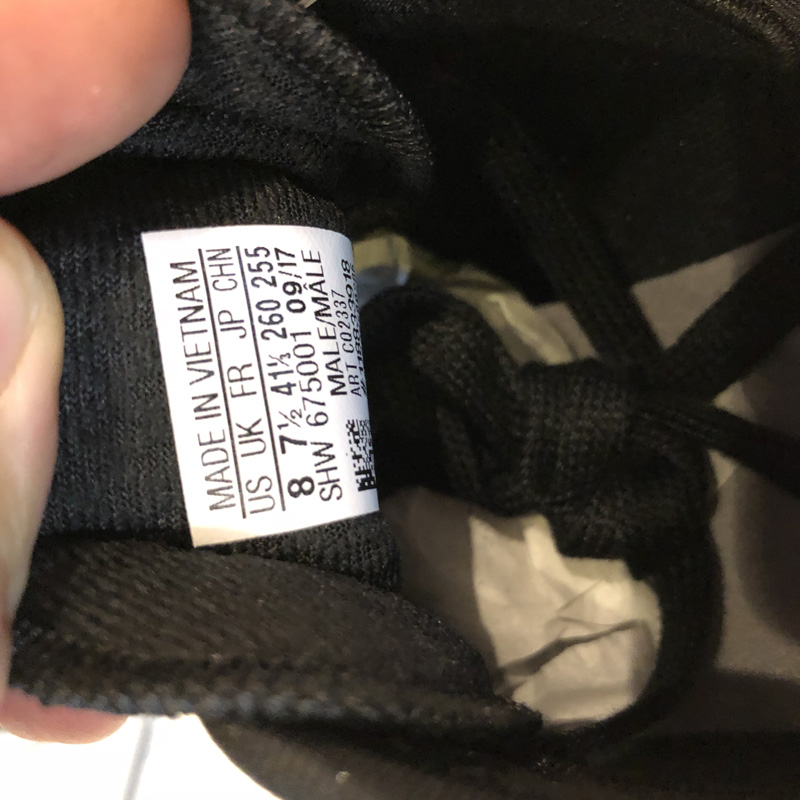 MADE IN VIETNAM
US UK FR JP CHN
8 7½ 41⅓ 260 255
SHW 675001 09/17
MALE/MÂLE
ART CO2337